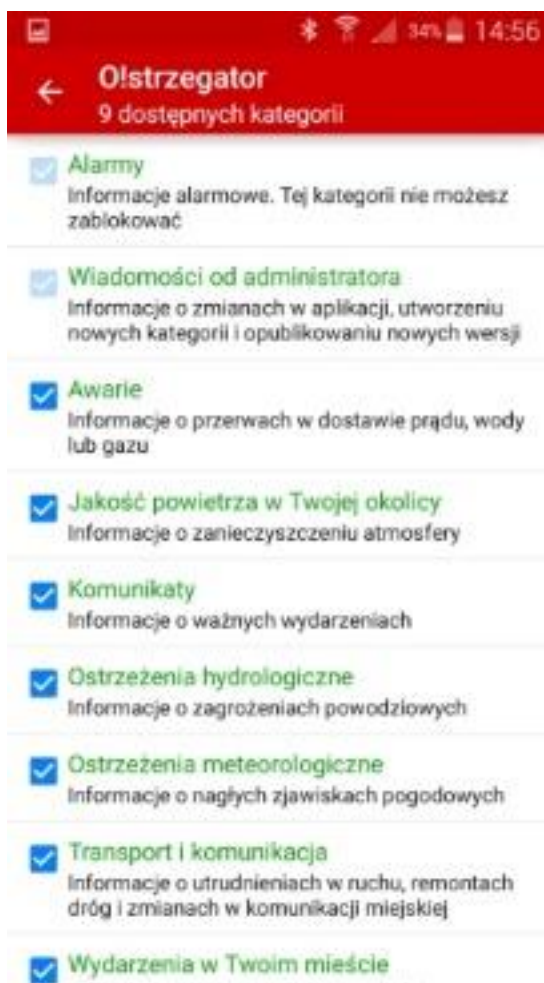 34% 14:56
O!strzegator
9 dostępnych kategorii
Alarmy
Informacje alarmowe. Tej kategorii nie możesz
zablokować
Wiadomości od administratora
Informacje o zmianach w aplikacji, utworzeniu
nowych kategorii i opublikowaniu nowych wersji
Awarie
Informacje o przerwach w dostawie prądu, wody
lub gazu
Jakość powietrza w Twojej okolicy
Informacje o zanieczyszczeniu atmosfery
Komunikaty
Informacje o ważnych wydarzeniach
Ostrzeżenia hydrologiczne
Informacje o zagrożeniach powodziowych
Ostrzeżenia meteorologiczne
Informacje o nagłych zjawiskach pogodowych
Transport i komunikacja
Informacje o utrudnieniach w ruchu, remontach
dróg i zmianach w komunikacji miejskiej
Wydarzenia w Twoim mieście